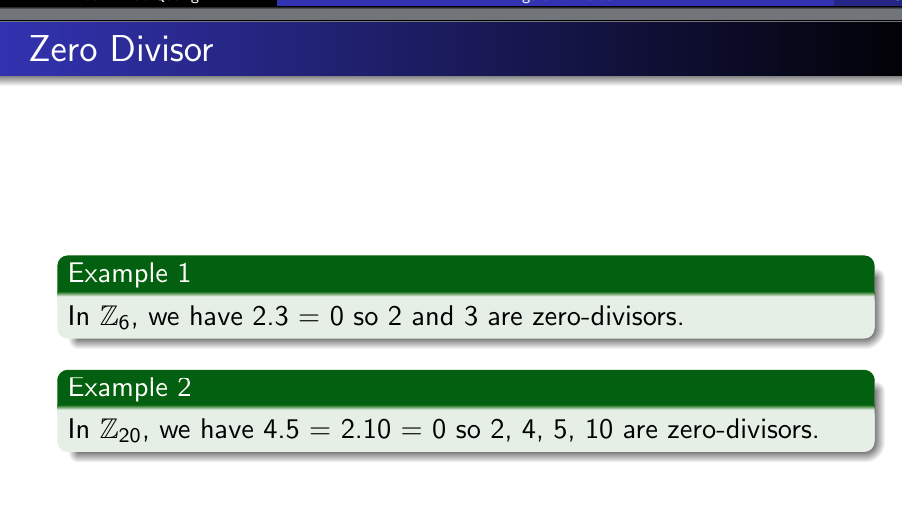 Zero Divisor
Example 1
In ℤ₆, we have 2.3 = 0 so 2 and 3 are zero-divisors.
Example 2
In ℤ₂₀, we have 4.5 = 2.10 = 0 so 2, 4, 5, 10 are zero-divisors.